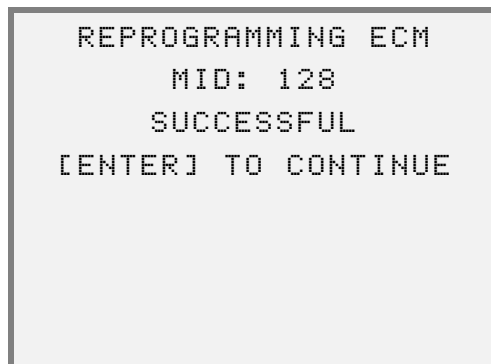 REPROGRAMMING ECM
MID: 128
SUCCESSFUL
[ENTER] TO CONTINUE